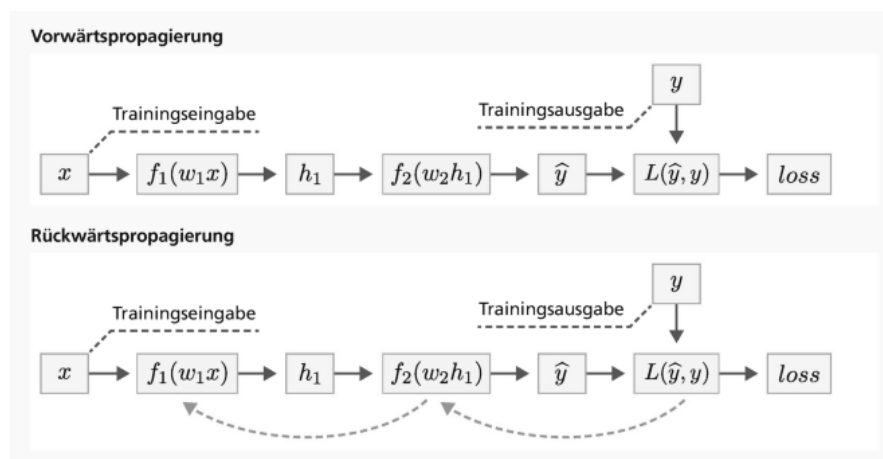 Vorwärtspropagierung
y
Trainingseingabe
Trainingsausgabe
x f₁(w₁x) h₁ f₂(w₂h₁) ŷ L(ŷ, y) loss
Rückwärtspropagierung
y
Trainingseingabe
Trainingsausgabe
x f₁(w₁x) h₁ f₂(w₂h₁) ŷ L(ŷ, y) loss